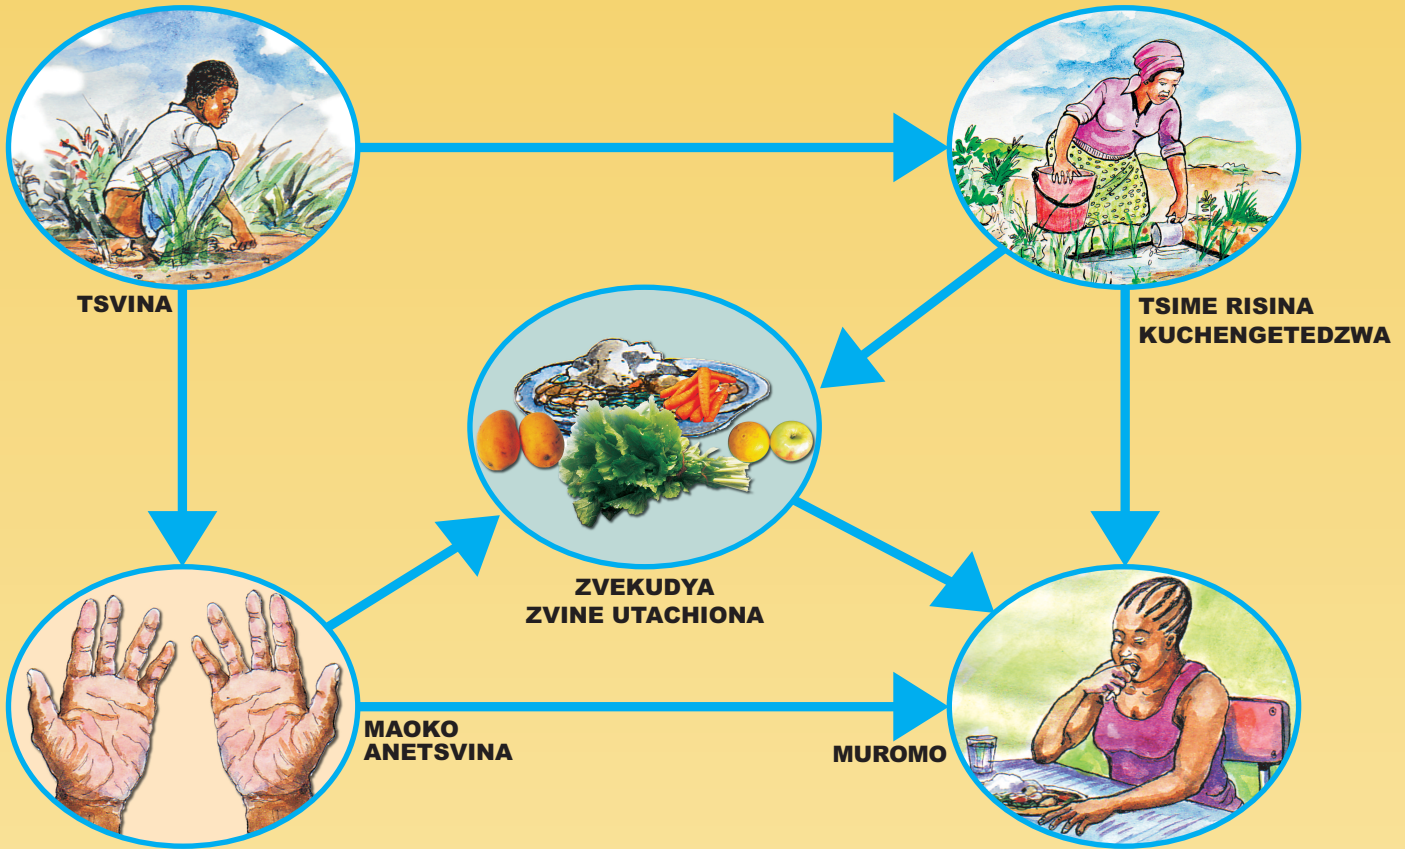 TSVINA
TSIME RISINA
KUCHENGETEDZWA
ZVEKUDYA
ZVINE UTACHIONA
MAOKO
ANETSVINA
MUROMO